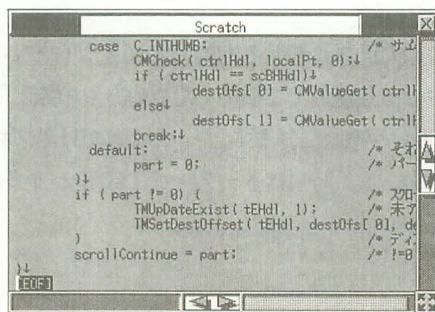 Scratch
case C_INTHUMB: /* サム
CMCheck( ctrlHdl, localPt, 0);↓
if ( ctrlHdl == scBHHdl)↓
destOfs[ 0] = CMValueGet( ctrlH
else↓
destOfs[ 1] = CMValueGet( ctrlH
break;↓
default: /* それ
part = 0; /* パー
}↓
if ( part != 0) { /* スクロ
TMUpDateExist( tEHdl, 1); /* 未ア
TMSetDestOffset( tEHdl, destOfs[ 0], de
} /* ディ
scrollContinue = part; /* !=0
}↓
[EOF]